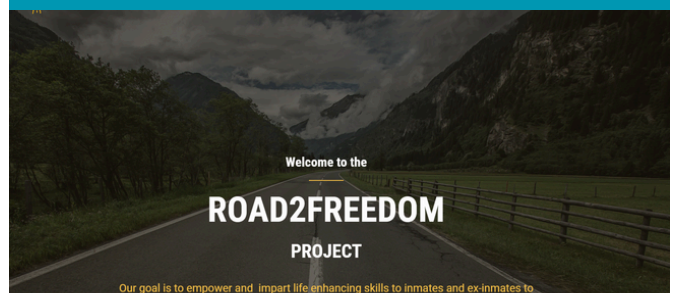 Welcome to the
ROAD2FREEDOM
PROJECT
Our goal is to empower and impart life enhancing skills to inmates and ex-inmates to